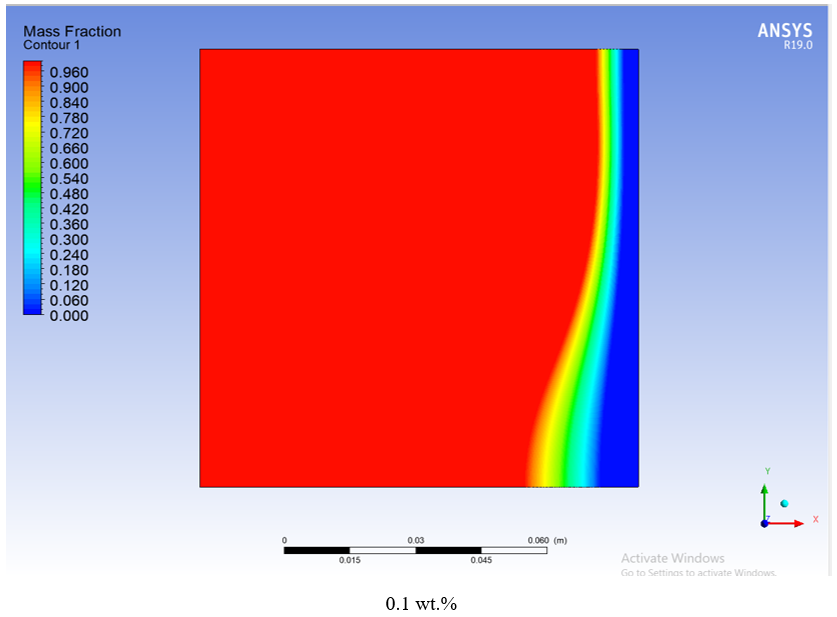 Mass Fraction
Contour 1
ANSYS
R19.0
0.960
0.900
0.840
0.780
0.720
0.660
0.600
0.540
0.480
0.420
0.360
0.300
0.240
0.180
0.120
0.060
0.000
Y
Z
X
0 0.03 0.060 (m)
0.015 0.045
Activate Windows
Go to Settings to activate Windows.
0.1 wt.%